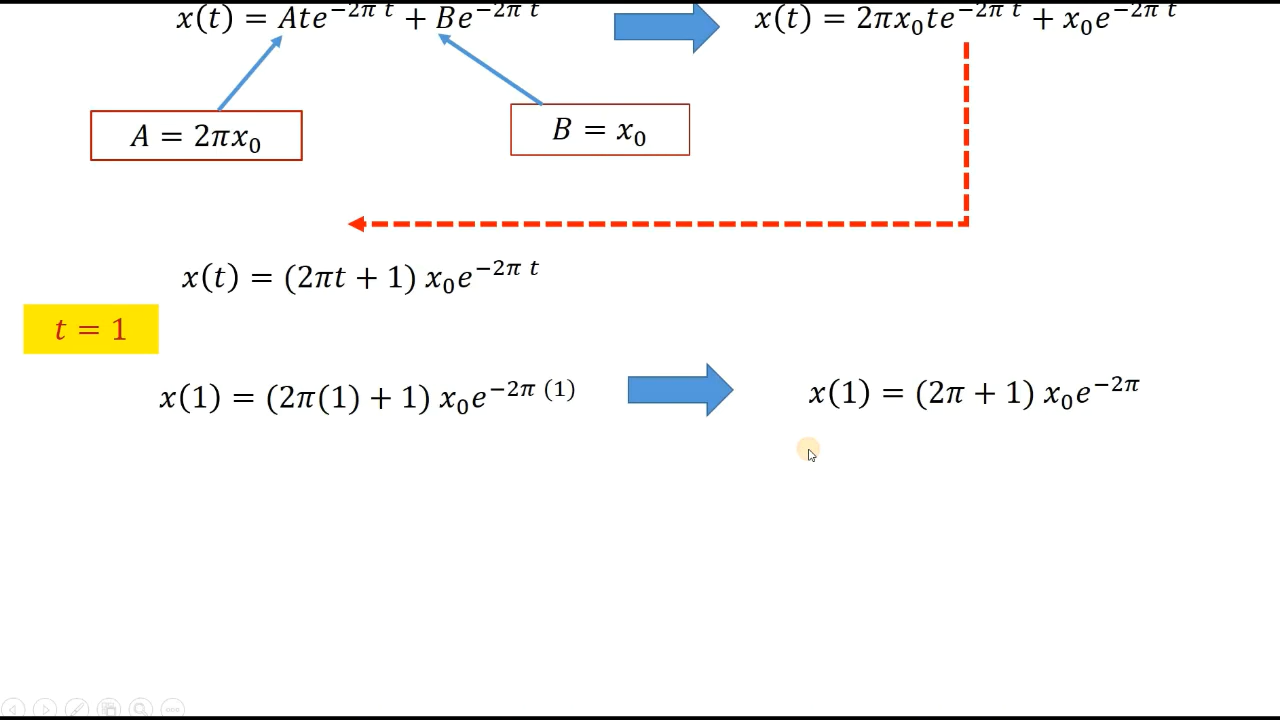 x(t) = Ate^{-2π t} + Be^{-2π t}
x(t) = 2πx₀te^{-2π t} + x₀e^{-2π t}
A = 2πx₀
B = x₀
x(t) = (2πt + 1) x₀e^{-2π t}
t = 1
x(1) = (2π(1) + 1) x₀e^{-2π (1)}
x(1) = (2π + 1) x₀e^{-2π}